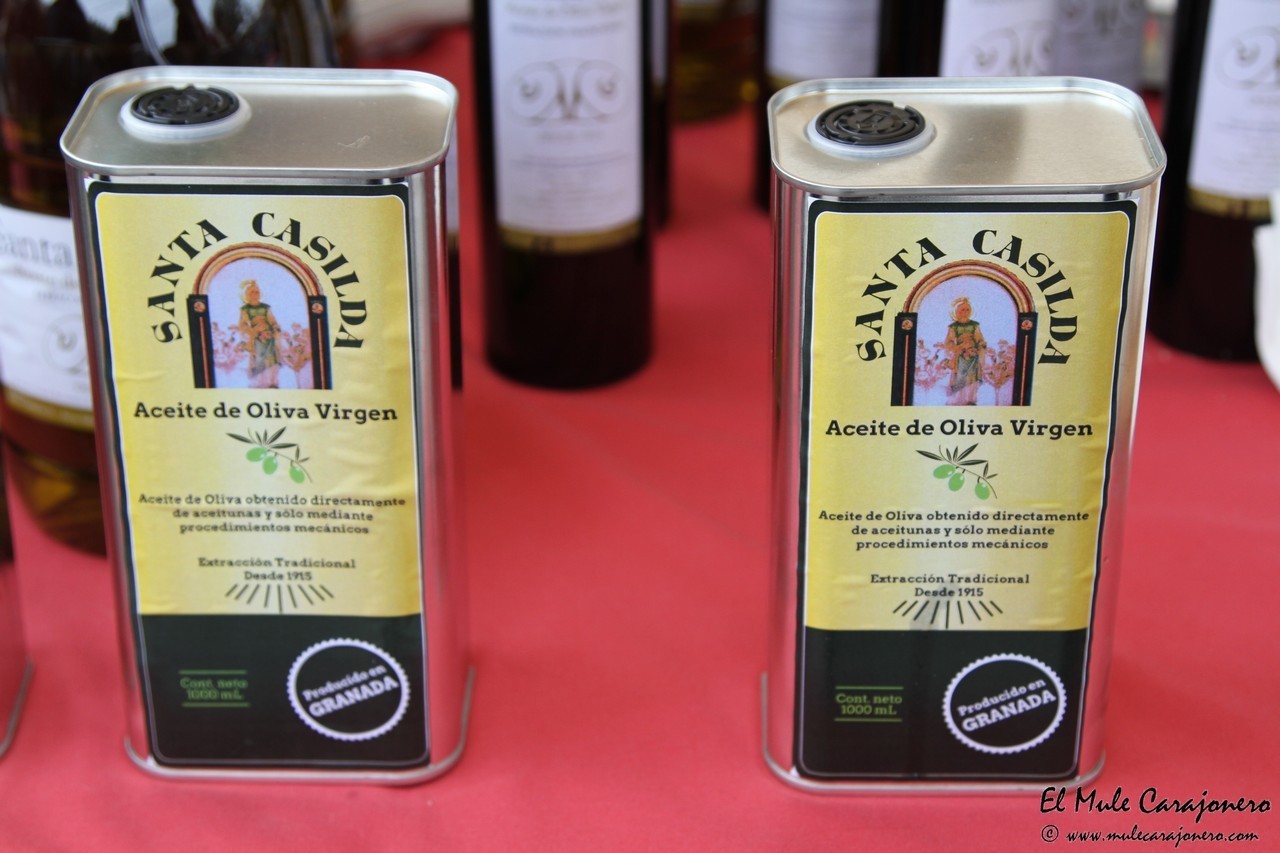 SANTA CASILDA
Aceite de Oliva Virgen
Aceite de Oliva obtenido directamente
de aceitunas y sólo mediante
procedimientos mecánicos
Extracción Tradicional
Desde 1915
Cont. neto
1000 mL
Producido en
GRANADA
SANTA CASILDA
Aceite de Oliva Virgen
Aceite de Oliva obtenido directamente
de aceitunas y sólo mediante
procedimientos mecánicos
Extracción Tradicional
Desde 1915
Cont. neto
1000 mL
Producido en
GRANADA
santa
El Mule Carajonero
© www.mulecarajonero.com